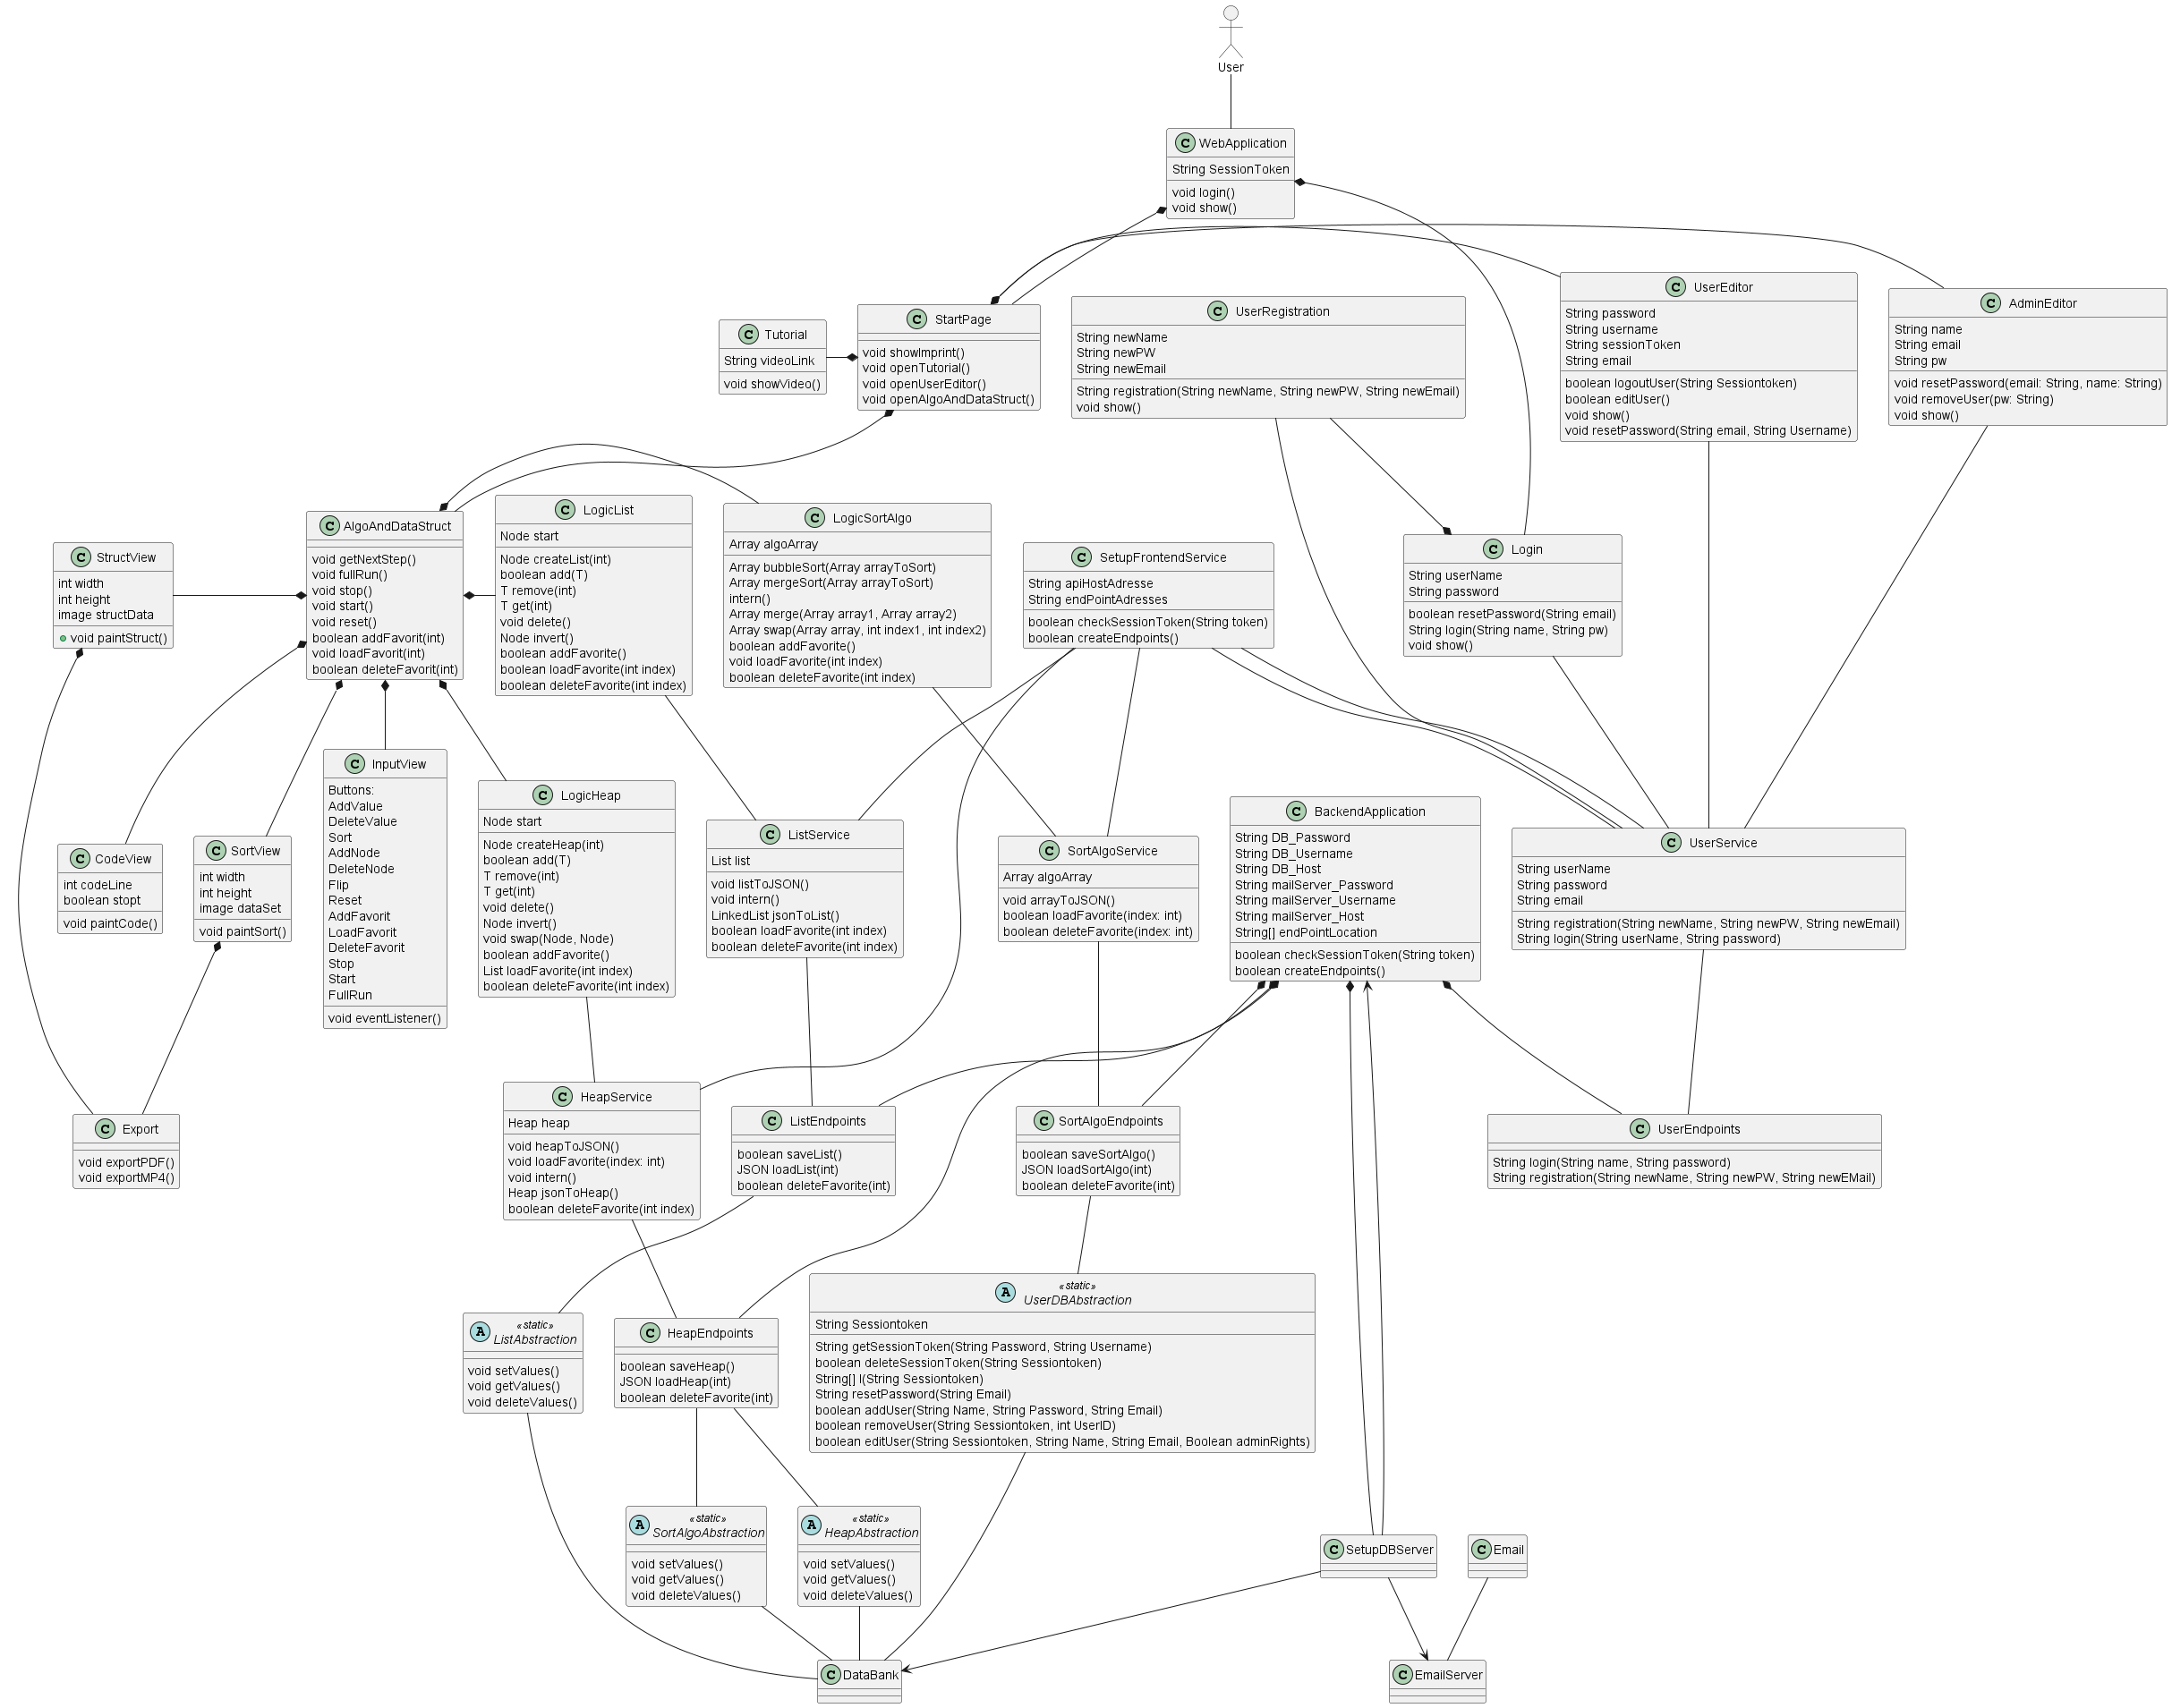 User
C WebApplication
String SessionToken
void login()
void show()
C UserEditor
String password
String username
String sessionToken
String email
boolean logoutUser(String Sessiontoken)
boolean editUser()
void show()
void resetPassword(String email, String Username)
C AdminEditor
String name
String email
String pw
void resetPassword(email: String, name: String)
void removeUser(pw: String)
void show()
C UserRegistration
String newName
String newPW
String newEmail
String registration(String newName, String newPW, String newEmail)
void show()
C StartPage
void showImprint()
void openTutorial()
void openUserEditor()
void openAlgoAndDataStruct()
C Tutorial
String videoLink
void showVideo()
C LogicList
Node start
Node createList(int)
boolean add(T)
T remove(int)
T get(int)
void delete()
Node invert()
boolean addFavorite()
boolean loadFavorite(int index)
boolean deleteFavorite(int index)
C LogicSortAlgo
Array algoArray
Array bubbleSort(Array arrayToSort)
Array mergeSort(Array arrayToSort)
intern()
Array merge(Array array1, Array array2)
Array swap(Array array, int index1, int index2)
boolean addFavorite()
void loadFavorite(int index)
boolean deleteFavorite(int index)
C AlgoAndDataStruct
void getNextStep()
void fullRun()
void stop()
void start()
void reset()
boolean addFavorit(int)
void loadFavorit(int)
boolean deleteFavorit(int)
C StructView
int width
int height
image structData
void paintStruct()
C SetupFrontendService
String apiHostAdresse
String endPointAdresses
boolean checkSessionToken(String token)
boolean createEndpoints()
C Login
String userName
String password
boolean resetPassword(String email)
String login(String name, String pw)
void show()
C InputView
Buttons:
AddValue
DeleteValue
Sort
AddNode
DeleteNode
Flip
Reset
AddFavorit
LoadFavorit
DeleteFavorit
Stop
Start
FullRun
void eventListener()
C LogicHeap
Node start
Node createHeap(int)
boolean add(T)
T remove(int)
T get(int)
void delete()
Node invert()
void swap(Node, Node)
boolean addFavorite()
List loadFavorite(int index)
boolean deleteFavorite(int index)
C CodeView
int codeLine
boolean stopt
void paintCode()
C SortView
int width
int height
image dataSet
void paintSort()
C ListService
List list
void listToJSON()
void intern()
LinkedList jsonToList()
boolean loadFavorite(int index)
boolean deleteFavorite(int index)
C SortAlgoService
Array algoArray
void arrayToJSON()
boolean loadFavorite(index: int)
boolean deleteFavorite(index: int)
C BackendApplication
String DB_Password
String DB_Username
String DB_Host
String mailServer_Password
String mailServer_Username
String mailServer_Host
String[] endPointLocation
boolean checkSessionToken(String token)
boolean createEndpoints()
C UserService
String userName
String password
String email
String registration(String newName, String newPW, String newEmail)
String login(String userName, String password)
C Export
void exportPDF()
void exportMP4()
C HeapService
Heap heap
void heapToJSON()
void loadFavorite(index: int)
void intern()
Heap jsonToHeap()
boolean deleteFavorite(int index)
C ListEndpoints
boolean saveList()
JSON loadList(int)
boolean deleteFavorite(int)
C SortAlgoEndpoints
boolean saveSortAlgo()
JSON loadSortAlgo(int)
boolean deleteFavorite(int)
C UserEndpoints
String login(String name, String password)
String registration(String newName, String newPW, String newEMail)
A «static»
ListAbstraction
void setValues()
void getValues()
void deleteValues()
C HeapEndpoints
boolean saveHeap()
JSON loadHeap(int)
boolean deleteFavorite(int)
A «static»
UserDBAbstraction
String Sessiontoken
String getSessionToken(String Password, String Username)
boolean deleteSessionToken(String Sessiontoken)
String[] l(String Sessiontoken)
String resetPassword(String Email)
boolean addUser(String Name, String Password, String Email)
boolean removeUser(String Sessiontoken, int UserID)
boolean editUser(String Sessiontoken, String Name, String Email, Boolean adminRights)
A «static»
SortAlgoAbstraction
void setValues()
void getValues()
void deleteValues()
A «static»
HeapAbstraction
void setValues()
void getValues()
void deleteValues()
C SetupDBServer
C Email
C DataBank
C EmailServer